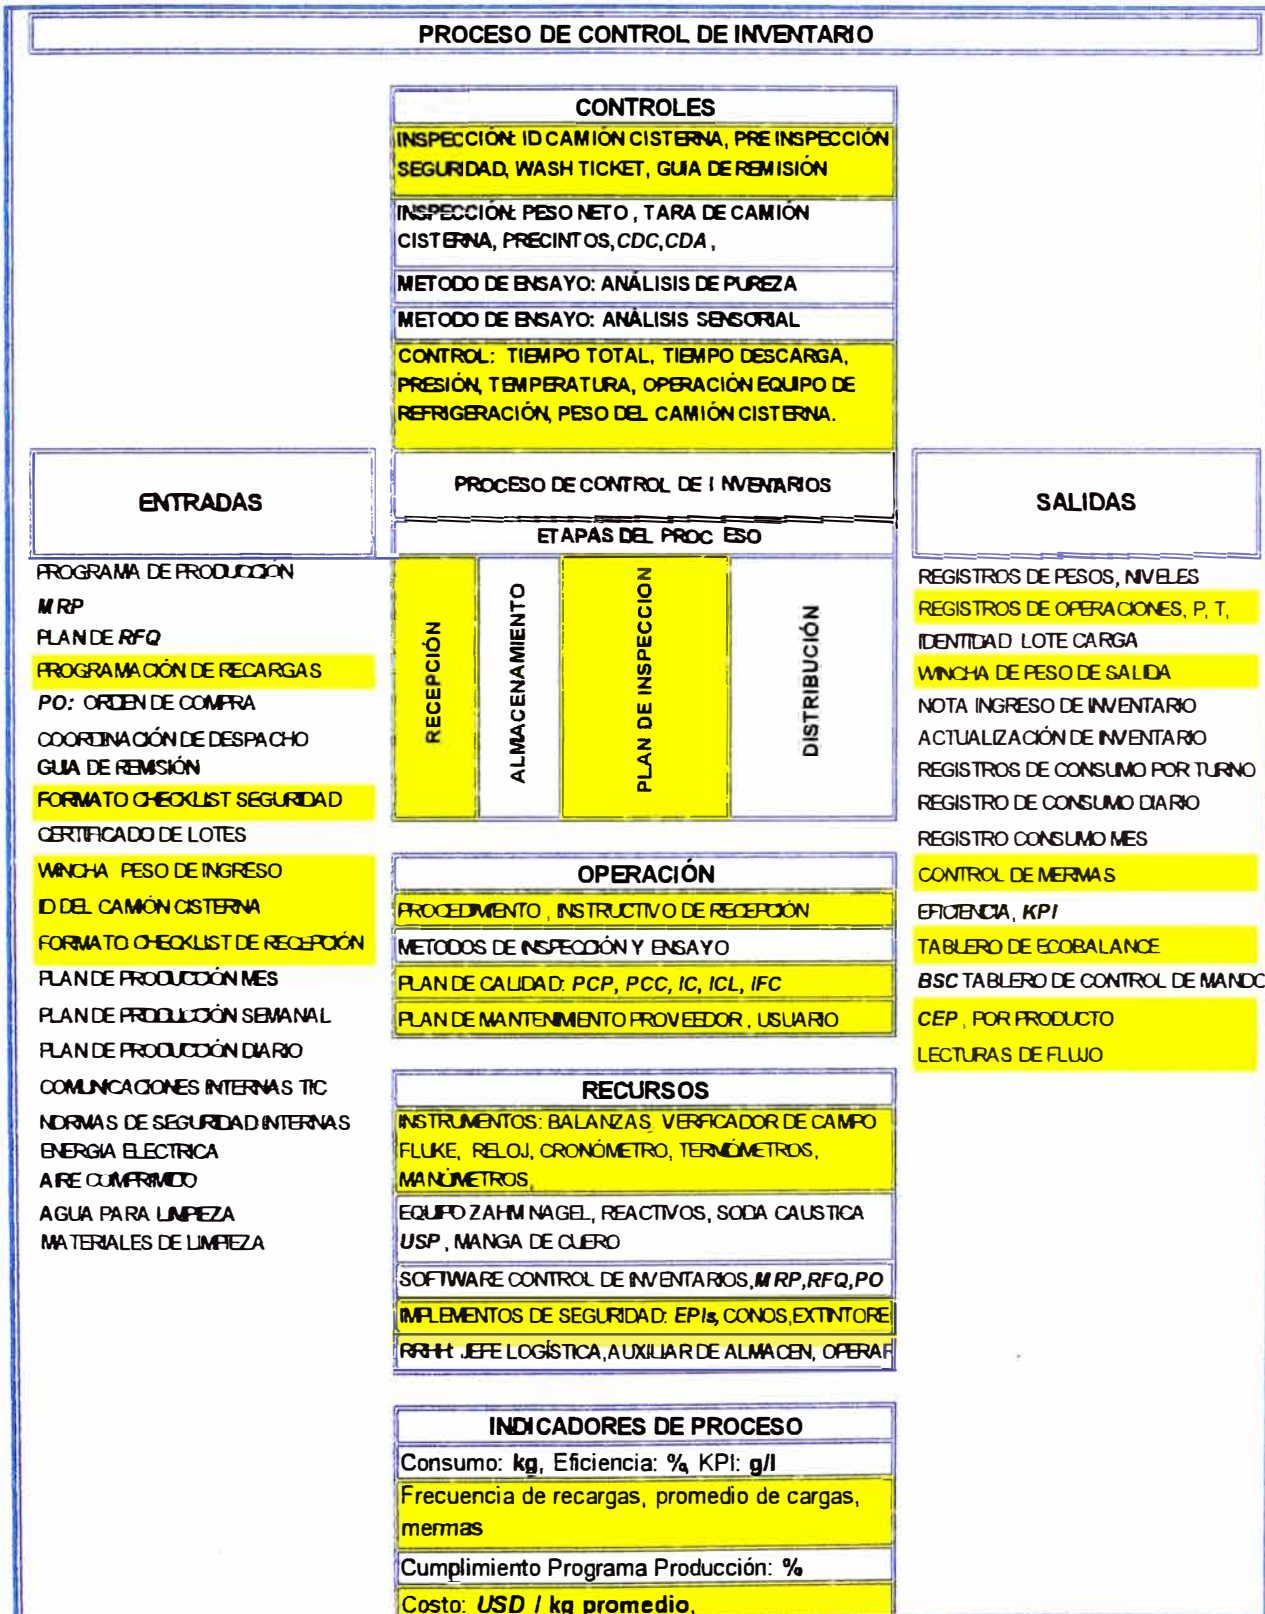 PROCESO DE CONTROL DE INVENTARIO
CONTROLES
INSPECCIÓN: ID CAMIÓN CISTERNA, PRE INSPECCIÓN
SEGURIDAD, WASH TICKET, GUIA DE REMISIÓN
INSPECCIÓN: PESO NETO , TARA DE CAMIÓN
CISTERNA, PRECINTOS, CDC,CDA ,
METODO DE ENSAYO: ANÁLISIS DE PUREZA
METODO DE ENSAYO: ANÁLISIS SENSORIAL
CONTROL: TIEMPO TOTAL, TIEMPO DESCARGA,
PRESIÓN, TEMPERATURA, OPERACIÓN EQUIPO DE
REFRIGERACIÓN, PESO DEL CAMIÓN CISTERNA.
ENTRADAS
PROGRAMA DE PRODUCCIÓN
MRP
PLAN DE RFQ
PROGRAMACIÓN DE RECARGAS
PO: ORDEN DE COMPRA
COORDINACIÓN DE DESPACHO
GUIA DE REMISIÓN
FORMATO CHECKLIST SEGURIDAD
CERTIFICADO DE LOTES
WINCHA PESO DE INGRESO
ID DEL CAMIÓN CISTERNA
FORMATO CHECKLIST DE RECEPCIÓN
PLAN DE PRODUCCIÓN MES
PLAN DE PRODUCCIÓN SEMANAL
PLAN DE PRODUCCIÓN DIARIO
COMUNICACIONES INTERNAS TIC
NORMAS DE SEGURIDAD INTERNAS
ENERGIA ELECTRICA
AIRE COMPRIMIDO
AGUA PARA LIMPIEZA
MATERIALES DE LIMPIEZA
PROCESO DE CONTROL DE INVENTARIOS
ETAPAS DEL PROCESO
RECEPCIÓN
ALMACENAMIENTO
PLAN DE INSPECCION
DISTRIBUCIÓN
OPERACIÓN
PROCEDIMIENTO , INSTRUCTIVO DE RECEPCIÓN
METODOS DE INSPECCIÓN Y ENSAYO
PLAN DE CALIDAD: PCP, PCC, IC, ICL, IFC
PLAN DE MANTENIMIENTO PROVEEDOR , USUARIO
RECURSOS
INSTRUMENTOS: BALANZAS, VERIFICADOR DE CAMPO
FLUKE, RELOJ, CRONÓMETRO, TERMÓMETROS,
MANÓMETROS,
EQUIPO ZAHM NAGEL, REACTIVOS, SODA CAUSTICA
USP , MANGA DE CUERO
SOFTWARE CONTROL DE INVENTARIOS, MRP,RFQ,PO
IMPLEMENTOS DE SEGURIDAD: EPIs, CONOS,EXTINTORE
RRHH: JEFE LOGÍSTICA, AUXILIAR DE ALMACEN, OPERAR
INDICADORES DE PROCESO
Consumo: kg, Eficiencia: %, KPI: g/l
Frecuencia de recargas, promedio de cargas,
mermas
Cumplimiento Programa Producción: %
Costo: USD / kg promedio,
SALIDAS
REGISTROS DE PESOS, NIVELES
REGISTROS DE OPERACIONES, P, T,
IDENTIDAD LOTE CARGA
WINCHA DE PESO DE SALIDA
NOTA INGRESO DE INVENTARIO
ACTUALIZACIÓN DE INVENTARIO
REGISTROS DE CONSUMO POR TURNO
REGISTRO DE CONSUMO DIARIO
REGISTRO CONSUMO MES
CONTROL DE MERMAS
EFICIENCIA, KPI
TABLERO DE ECOBALANCE
BSC TABLERO DE CONTROL DE MANDO
CEP , POR PRODUCTO
LECTURAS DE FLUJO